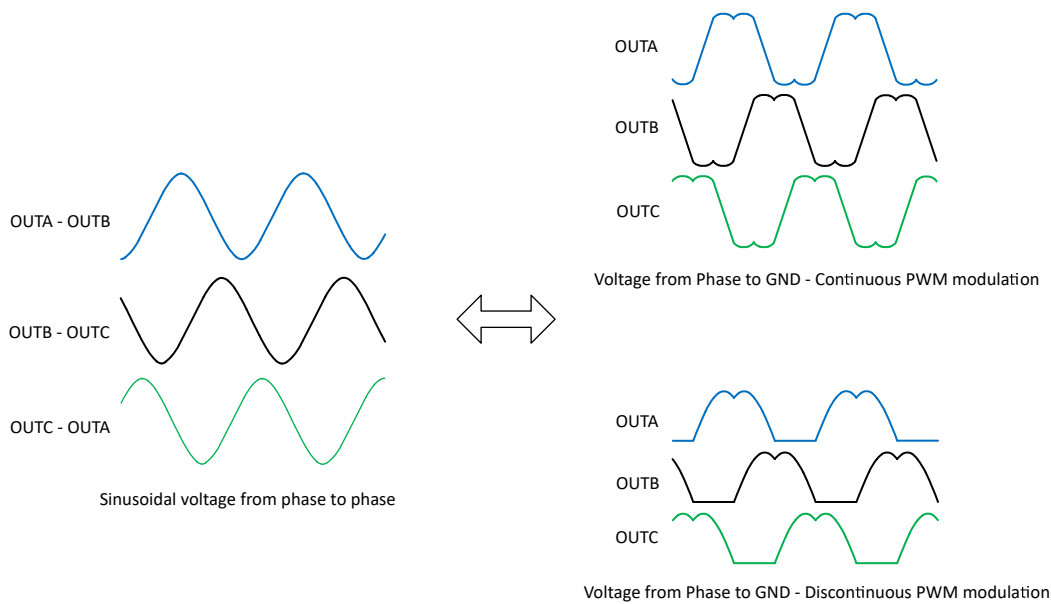 OUTA - OUTB
OUTB - OUTC
OUTC - OUTA
Sinusoidal voltage from phase to phase
OUTA
OUTB
OUTC
Voltage from Phase to GND - Continuous PWM modulation
OUTA
OUTB
OUTC
Voltage from Phase to GND - Discontinuous PWM modulation